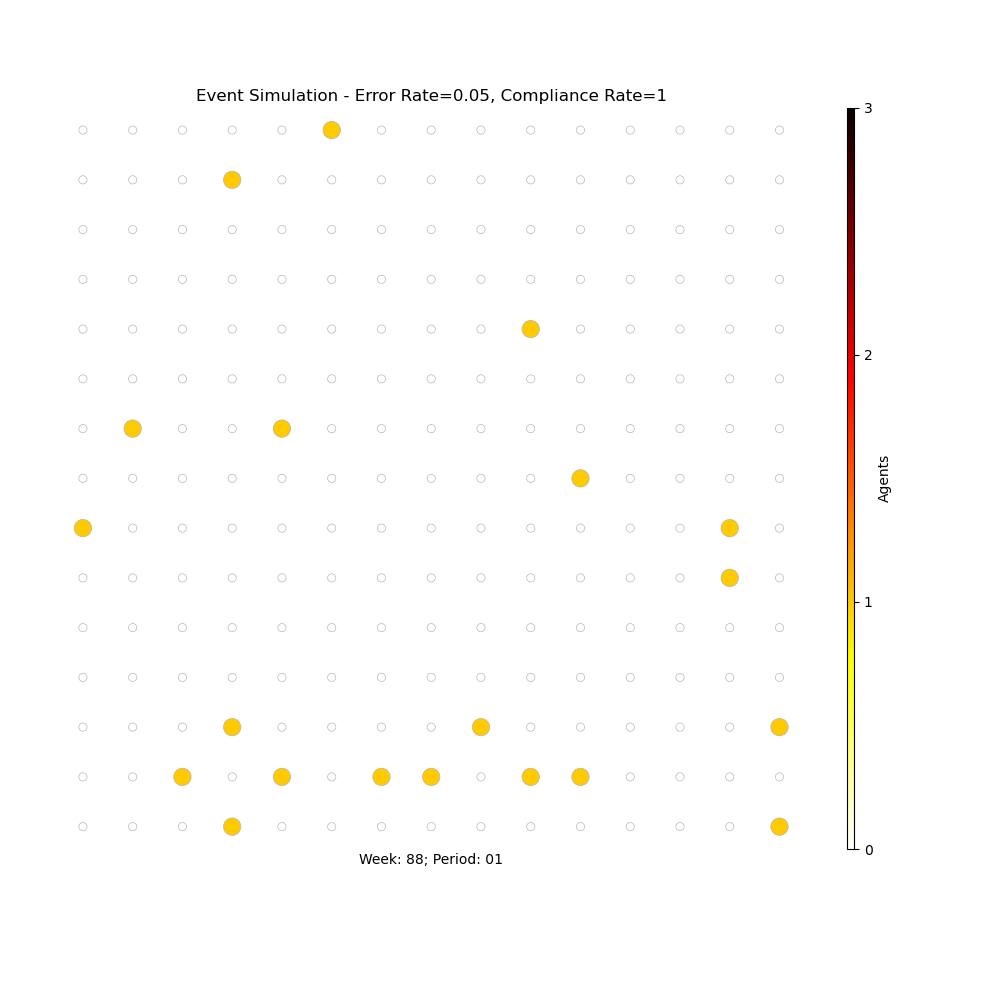 Event Simulation - Error Rate=0.05, Compliance Rate=1
3
2
Agents
1
0
Week: 88; Period: 01